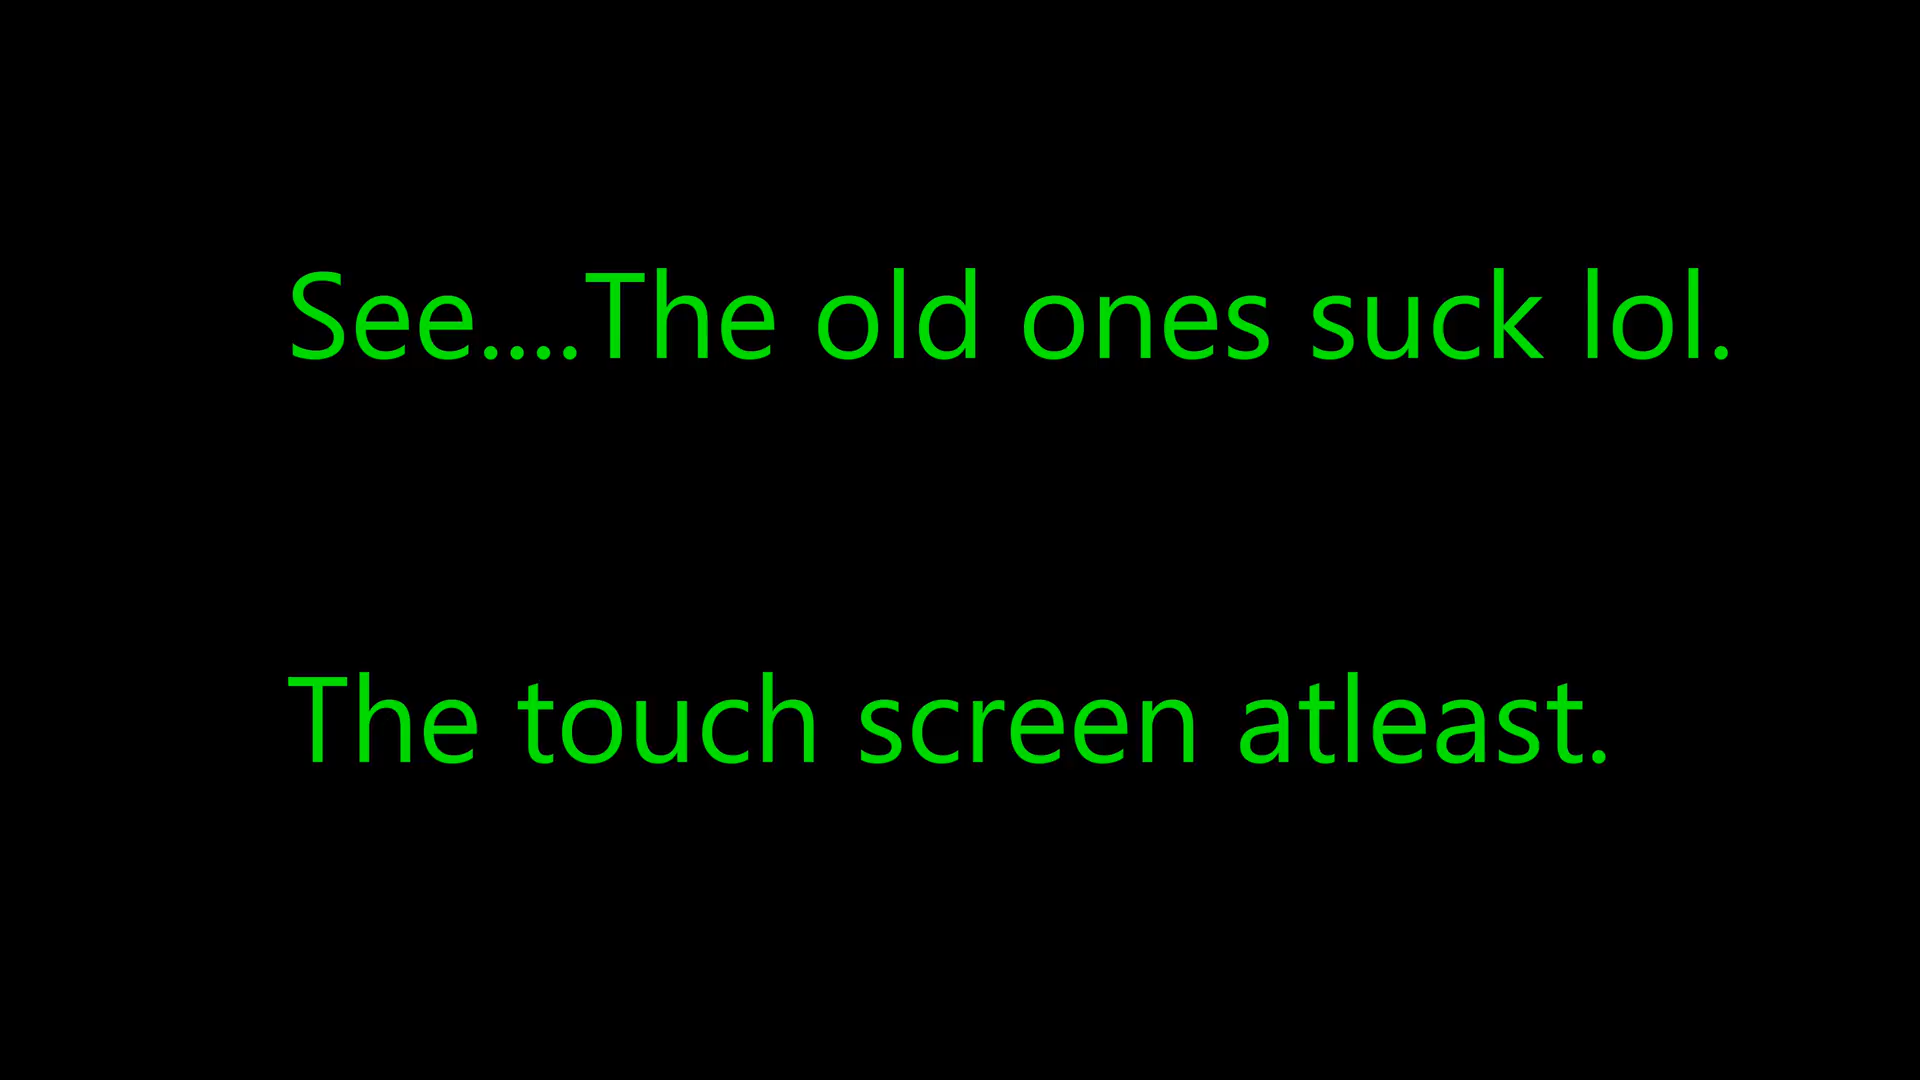 See....The old ones suck lol.
The touch screen atleast.